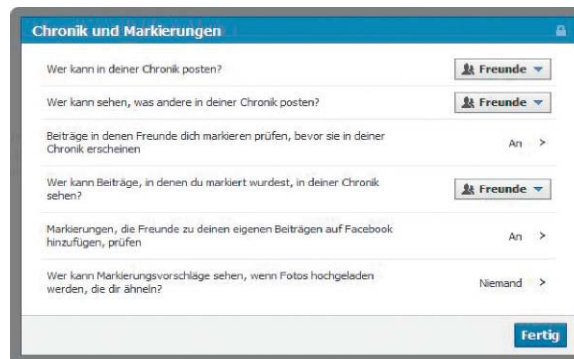 Chronik und Markierungen
Wer kann in deiner Chronik posten? Freunde
Wer kann sehen, was andere in deiner Chronik posten? Freunde
Beiträge in denen Freunde dich markieren prüfen, bevor sie in deiner
Chronik erscheinen
An >
Wer kann Beiträge, in denen du markiert wurdest, in deiner Chronik
sehen?
Freunde
Markierungen, die Freunde zu deinen eigenen Beiträgen auf Facebook
hinzufügen, prüfen
An >
Wer kann Markierungsvorschläge sehen, wenn Fotos hochgeladen
werden, die dir ähneln?
Niemand >
Fertig